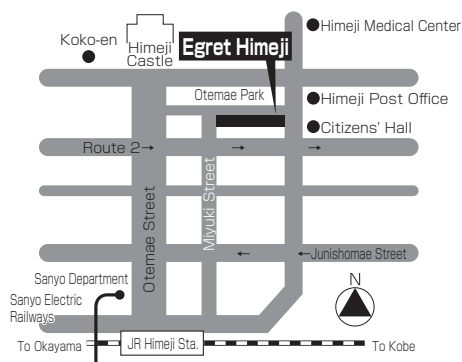 Himeji Medical Center
Koko-en
Himeji
Castle
Egret Himeji
Otemae Park
Himeji Post Office
Citizens' Hall
Route 2→
→
→
Miyuki Street
Otemae Street
←
←Junishomae Street
Sanyo Department
Sanyo Electric
Railways
N
To Okayama
JR Himeji Sta.
To Kobe